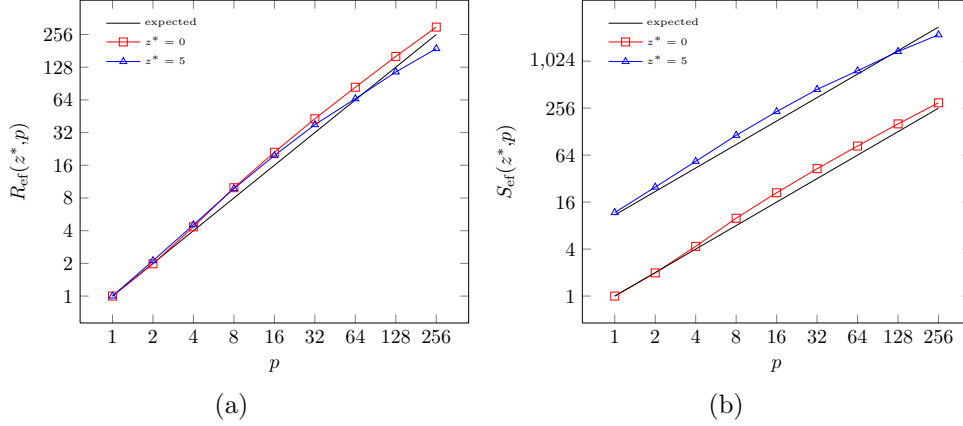 expected
z* = 0
z* = 5
256
128
64
32
16
8
4
2
1
R_ef(z*,p)
1 2 4 8 16 32 64 128 256
p
(a)
expected
z* = 0
z* = 5
1,024
256
64
16
4
1
S_ef(z*,p)
1 2 4 8 16 32 64 128 256
p
(b)